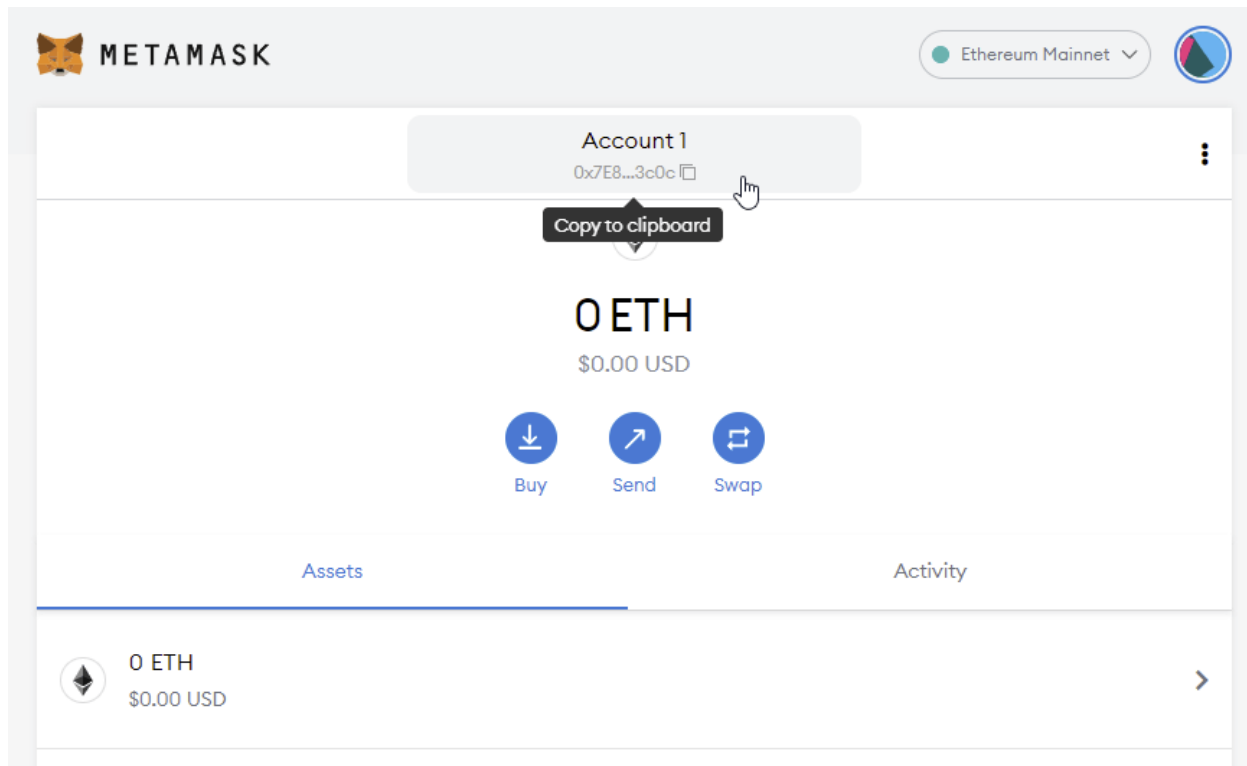 METAMASK
Ethereum Mainnet
Account 1
0x7E8...3c0c
Copy to clipboard
0 ETH
$0.00 USD
Buy Send Swap
Assets Activity
0 ETH
$0.00 USD